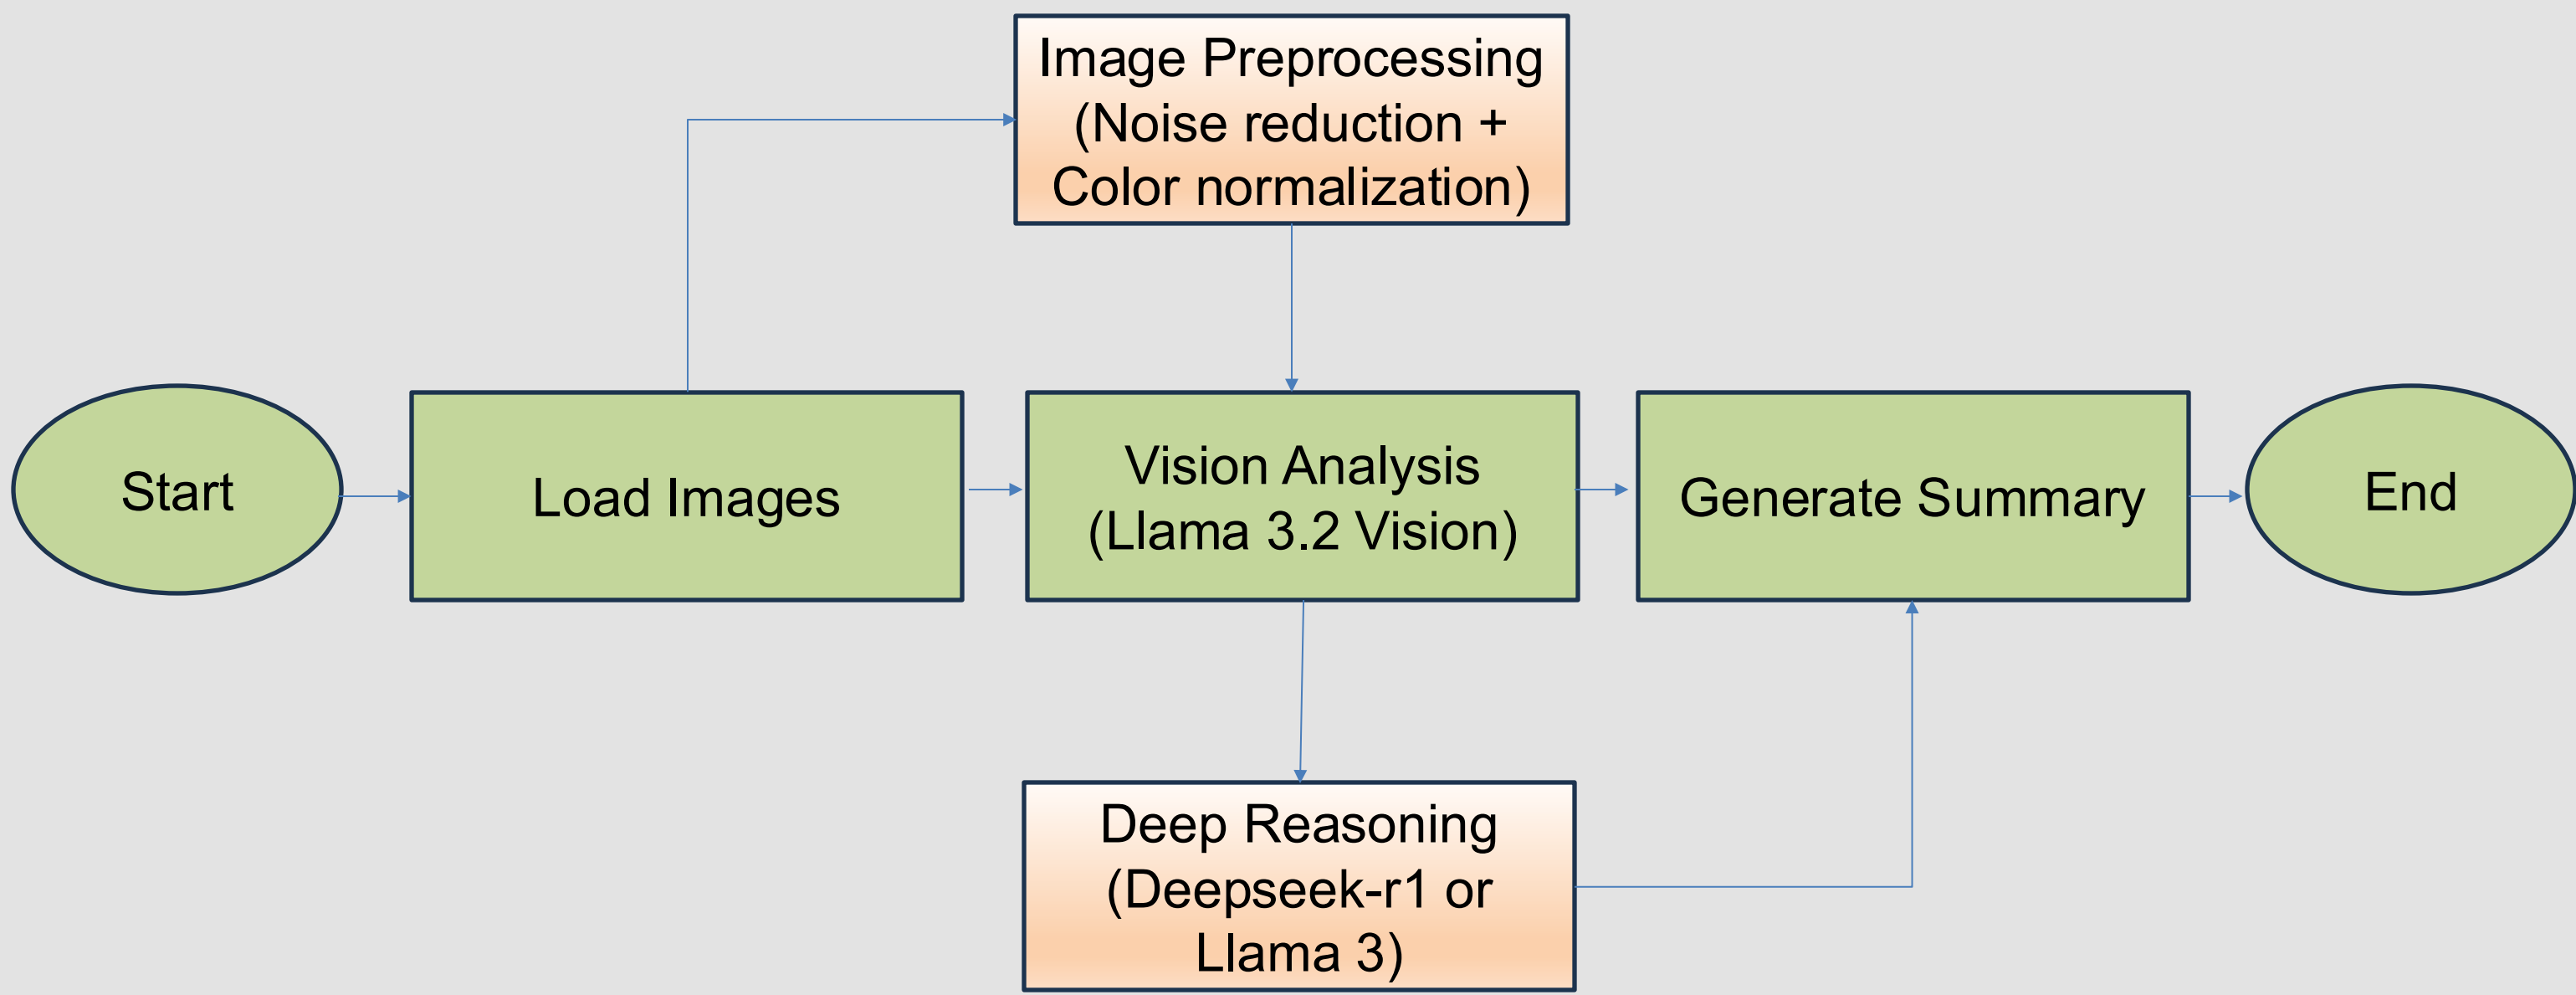 Image Preprocessing
(Noise reduction +
Color normalization)
Start
Load Images
Vision Analysis
(Llama 3.2 Vision)
Generate Summary
End
Deep Reasoning
(Deepseek-r1 or
Llama 3)